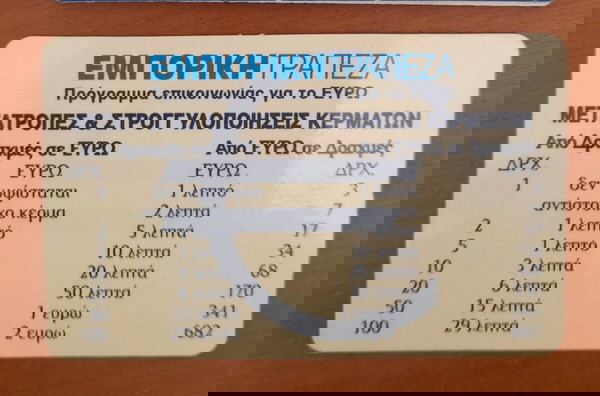 ΕΜΠΟΡΙΚΗ ΤΡΑΠΕΖΑ
Πρόγραμμα επικοινωνίας για το ΕΥΡΩ
ΜΕΤΑΤΡΟΠΕΣ & ΣΤΡΟΓΓΥΛΟΠΟΙΗΣΕΙΣ ΚΕΡΜΑΤΩΝ
Από Δραχμές σε ΕΥΡΩ Από ΕΥΡΩ σε Δραχμές
ΔΡΧ. ΕΥΡΩ ΕΥΡΩ ΔΡΧ.
1 δεν υφίσταται 1 λεπτό 3
αντίστοιχο κέρμα 2 λεπτά 7
2 1 λεπτό 5 λεπτά 17
5 1 λεπτό 10 λεπτά 34
10 3 λεπτά 20 λεπτά 68
20 6 λεπτά 50 λεπτά 170
50 15 λεπτά 1 ευρώ 341
100 29 λεπτά 2 ευρώ 682